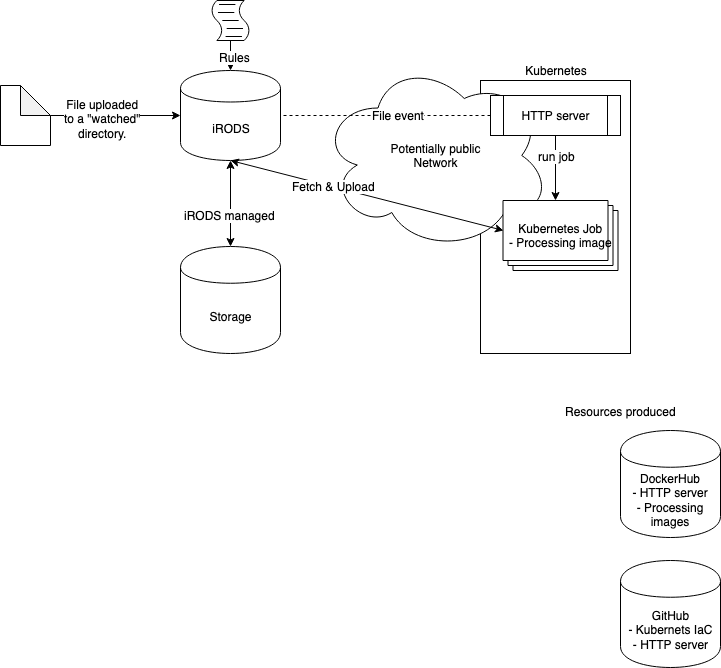 Rules
Kubernetes
File uploaded
to a "watched"
directory.
iRODS
File event
HTTP server
Potentially public
Network
run job
Fetch & Upload
iRODS managed
Kubernetes Job
- Processing image
Storage
Resources produced
DockerHub
- HTTP server
- Processing
images
GitHub
- Kubernets IaC
- HTTP server